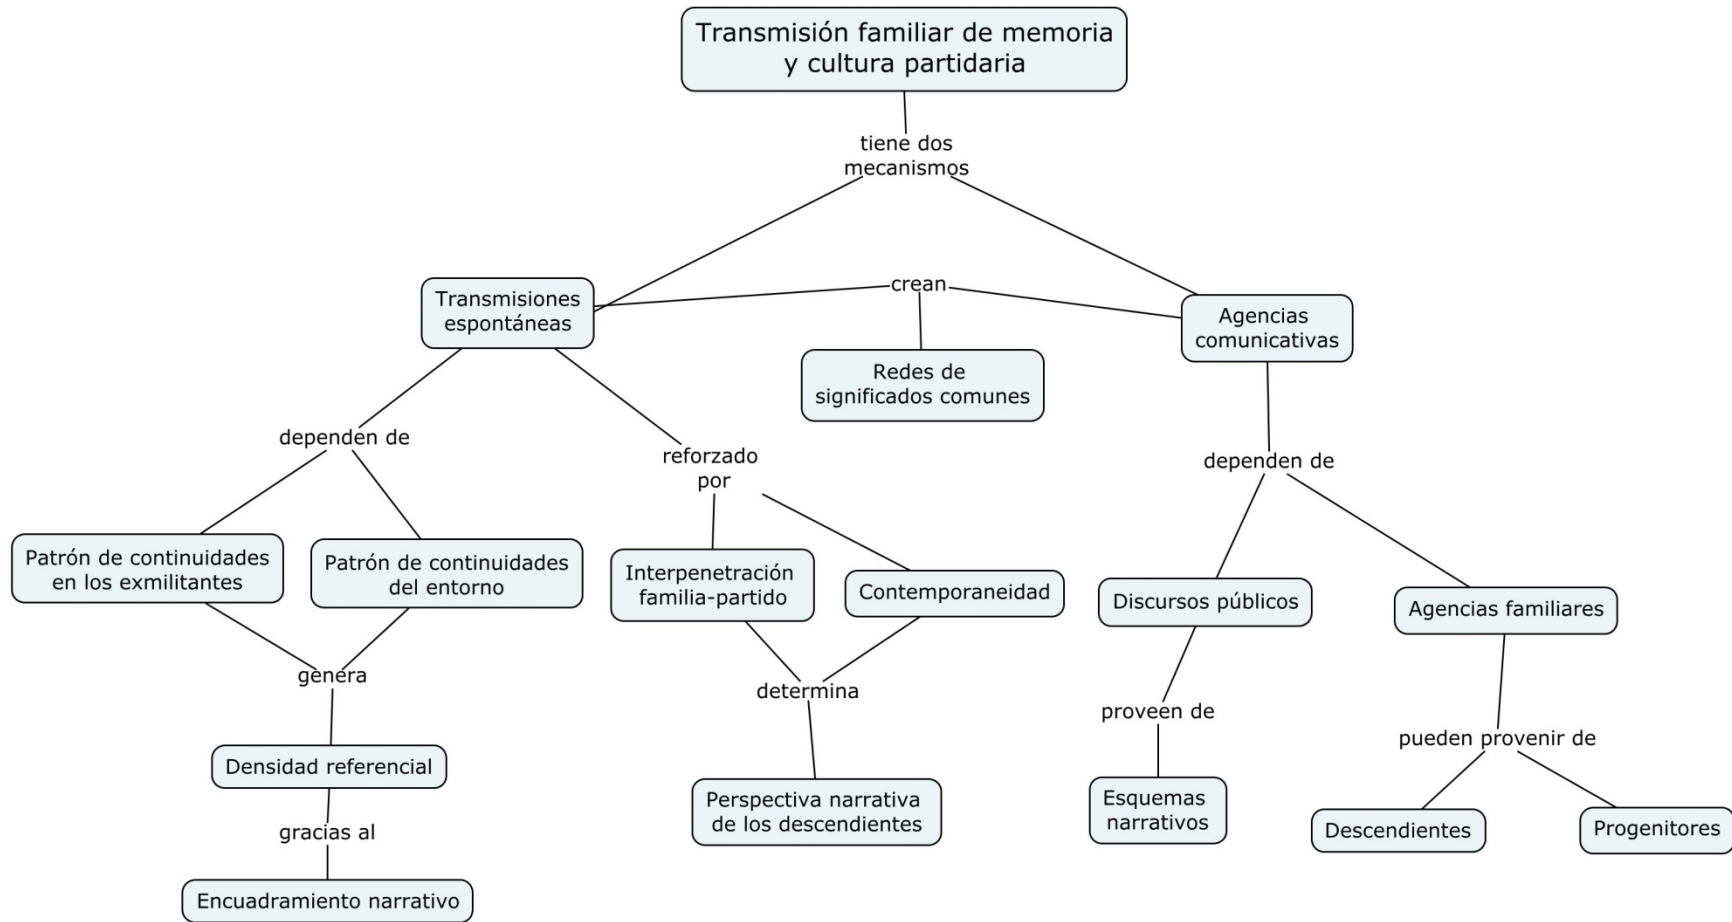 Transmisión familiar de memoria
y cultura partidaria
tiene dos
mecanismos
Transmisiones
espontáneas
crean
Agencias
comunicativas
Redes de
significados comunes
dependen de
reforzado
por
dependen de
Patrón de continuidades
en los exmilitantes
Patrón de continuidades
del entorno
Interpenetración
familia-partido
Contemporaneidad
Discursos públicos
Agencias familiares
genera
determina
proveen de
pueden provenir de
Densidad referencial
Perspectiva narrativa
de los descendientes
Esquemas
narrativos
Descendientes
Progenitores
gracias al
Encuadramiento narrativo